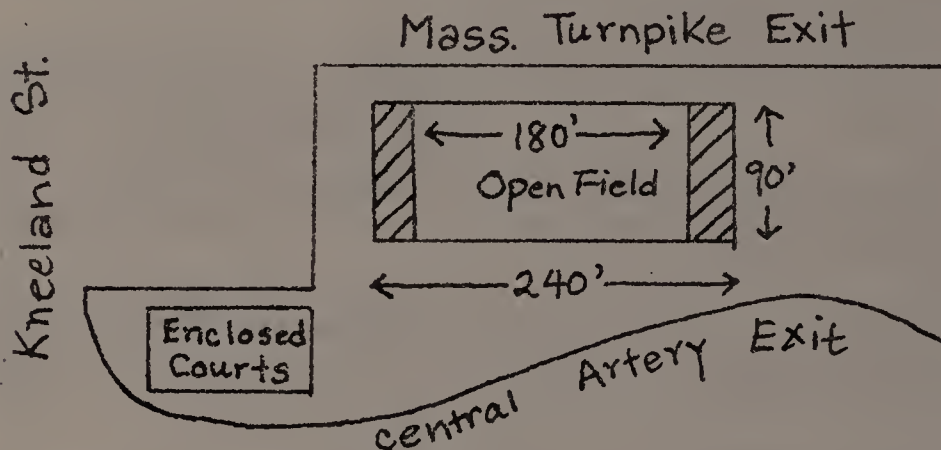 Mass. Turnpike Exit
Kneeland St.
180'
Open Field
90'
240'
Enclosed
Courts
central Artery Exit